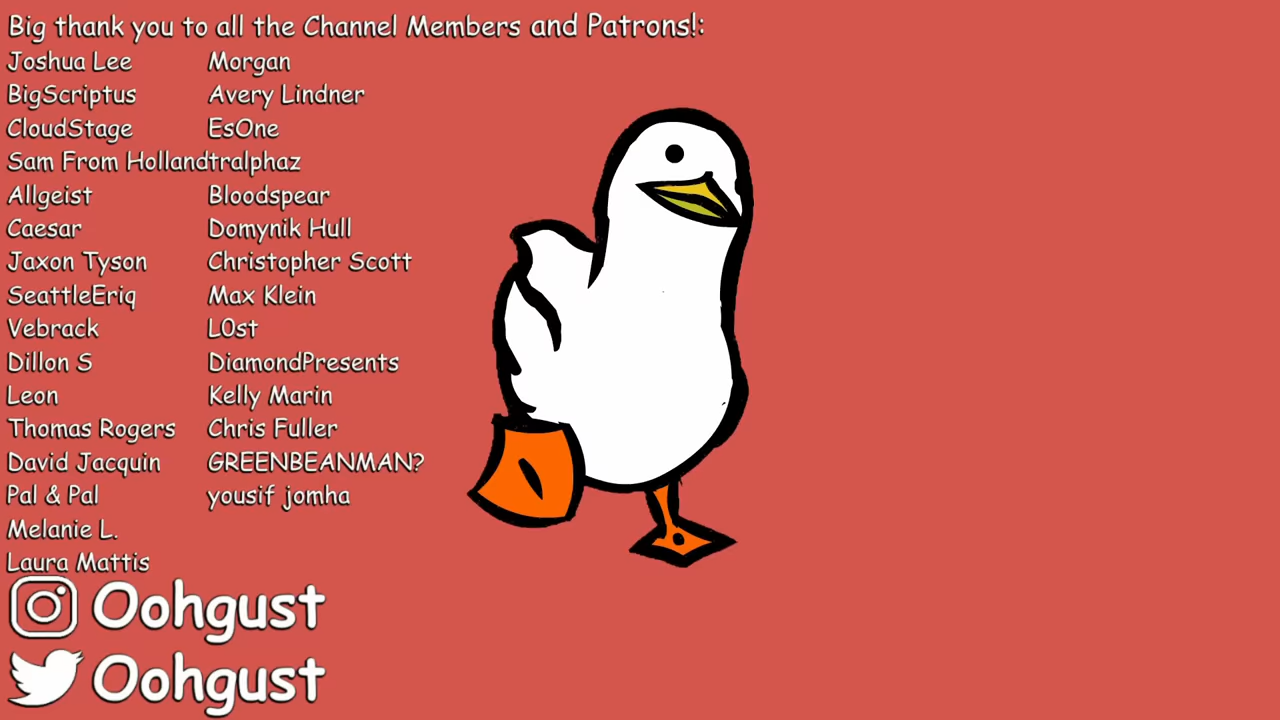 Big thank you to all the Channel Members and Patrons!:
Joshua Lee
BigScriptus
CloudStage
Sam From Holland
Allgeist
Caesar
Jaxon Tyson
SeattleEriq
Vebrack
Dillon S
Leon
Thomas Rogers
David Jacquin
Pal & Pal
Melanie L.
Laura Mattis
Morgan
Avery Lindner
EsOne
tralphaz
Bloodspear
Domynik Hull
Christopher Scott
Max Klein
L0st
DiamondPresents
Kelly Marin
Chris Fuller
GREENBEANMAN?
yousif jomha
Oohgust
Oohgust